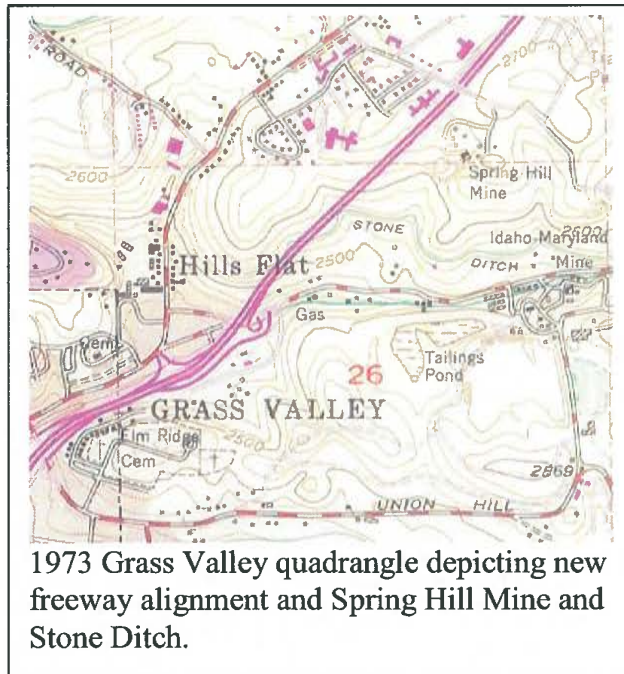 ROAD
2700
2600
Spring Hill
Mine
STONE
2500
Idaho Maryland
Hills Flat
2500
DITCH
Mine
Gas
Cem
Tailings
Pond
26
GRASS VALLEY
Elm Ridge
Cem
2500
2869
UNION HILL
1973 Grass Valley quadrangle depicting new
freeway alignment and Spring Hill Mine and
Stone Ditch.